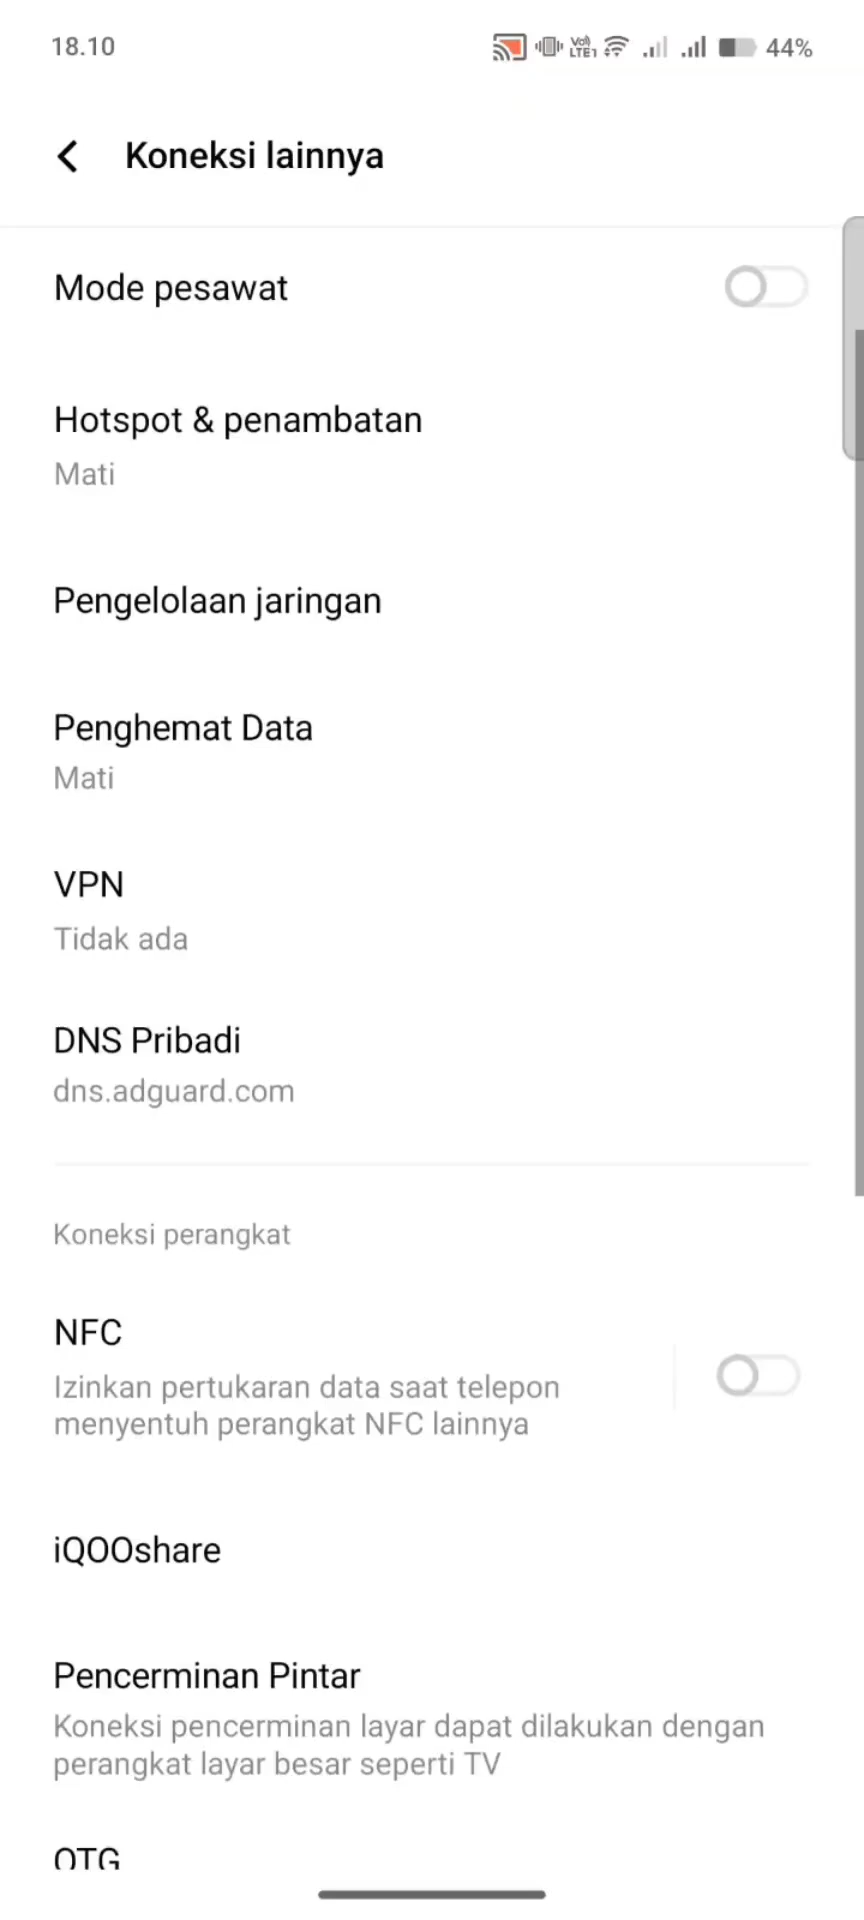 18.10
Vo)) LTE1 44%
Koneksi lainnya
Mode pesawat
Hotspot & penambatan
Mati
Pengelolaan jaringan
Penghemat Data
Mati
VPN
Tidak ada
DNS Pribadi
dns.adguard.com
Koneksi perangkat
NFC
Izinkan pertukaran data saat telepon
menyentuh perangkat NFC lainnya
iQOOshare
Pencerminan Pintar
Koneksi pencerminan layar dapat dilakukan dengan
perangkat layar besar seperti TV
OTG